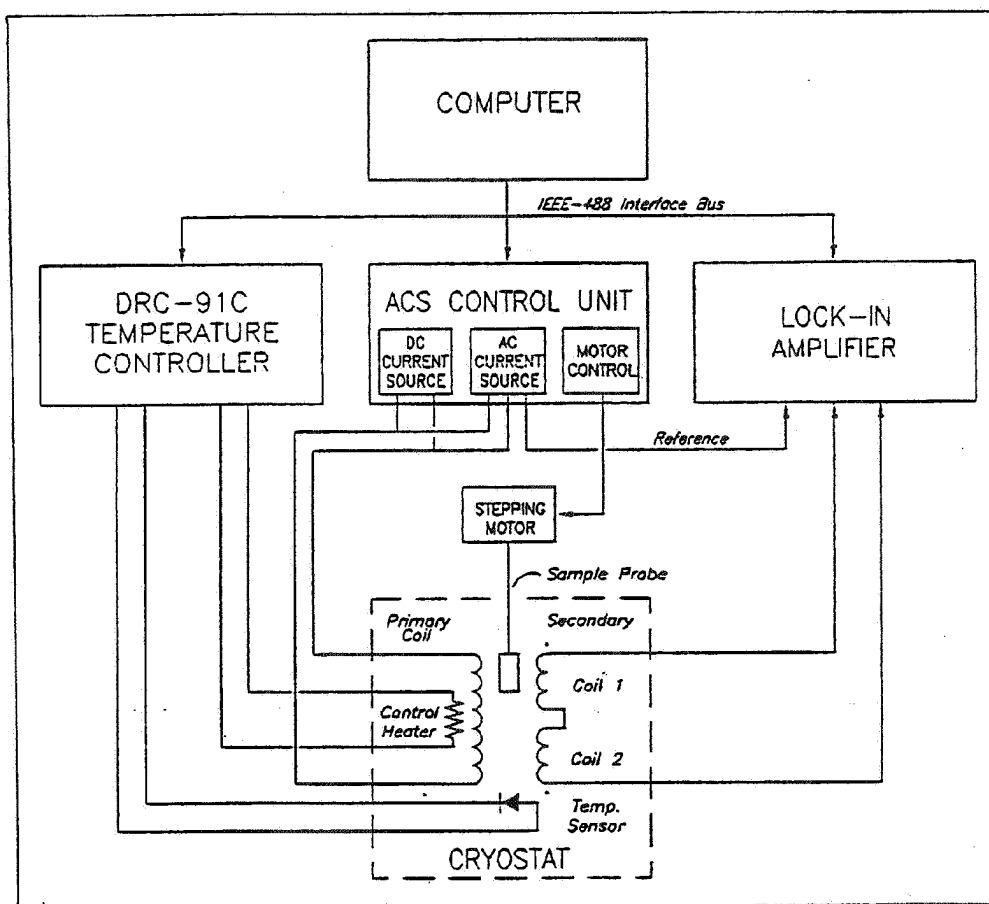 COMPUTER
IEEE-488 Interface Bus
DRC-91C
TEMPERATURE
CONTROLLER
ACS CONTROL UNIT
DC
CURRENT
SOURCE
AC
CURRENT
SOURCE
MOTOR
CONTROL
LOCK-IN
AMPLIFIER
Reference
STEPPING
MOTOR
Sample Probe
Primary
Coil
Secondary
Coil 1
Control
Heater
Coil 2
Temp.
Sensor
CRYOSTAT